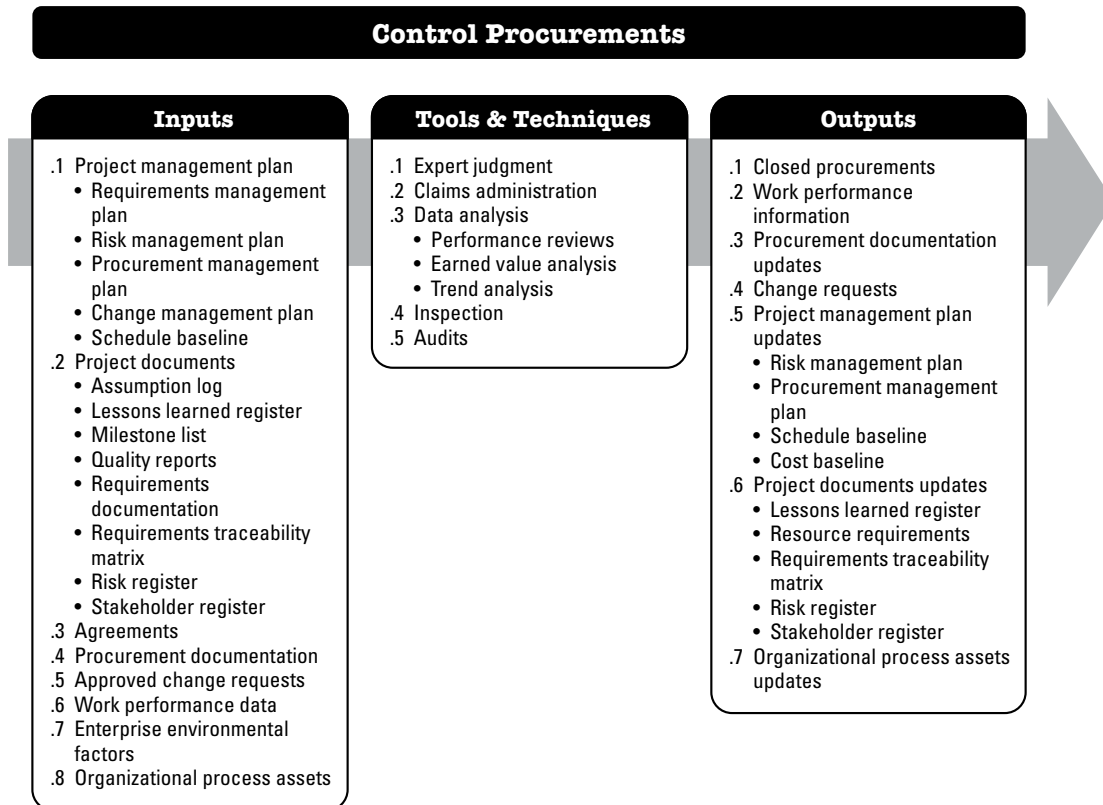 Control Procurements
Inputs
.1 Project management plan
• Requirements management
plan
• Risk management plan
• Procurement management
plan
• Change management plan
• Schedule baseline
.2 Project documents
• Assumption log
• Lessons learned register
• Milestone list
• Quality reports
• Requirements
documentation
• Requirements traceability
matrix
• Risk register
• Stakeholder register
.3 Agreements
.4 Procurement documentation
.5 Approved change requests
.6 Work performance data
.7 Enterprise environmental
factors
.8 Organizational process assets
Tools & Techniques
.1 Expert judgment
.2 Claims administration
.3 Data analysis
• Performance reviews
• Earned value analysis
• Trend analysis
.4 Inspection
.5 Audits
Outputs
.1 Closed procurements
.2 Work performance
information
.3 Procurement documentation
updates
.4 Change requests
.5 Project management plan
updates
• Risk management plan
• Procurement management
plan
• Schedule baseline
• Cost baseline
.6 Project documents updates
• Lessons learned register
• Resource requirements
• Requirements traceability
matrix
• Risk register
• Stakeholder register
.7 Organizational process assets
updates